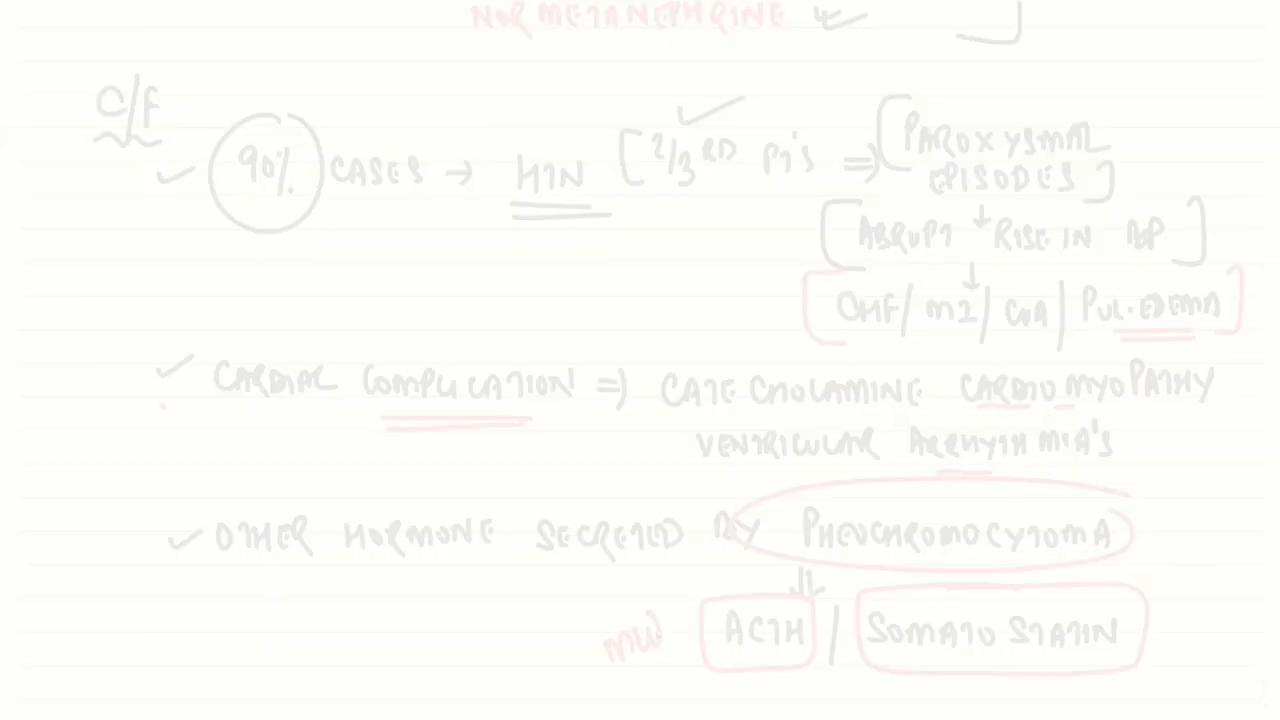 NORMETANEPHRINE
C/F
90% CASES → HTN [2/3RD PT'S ⇒ [PAROXYSMAL EPISODES]
[ABRUPT RISE IN BP]
[CHF/MI/CVA/PUL.EDEMA]
CARDIAC COMPLICATION ⇒ CATECHOLAMINE CARDIOMYOPATHY
VENTRICULAR ARRHYTHMIA'S
OTHER HORMONE SECRETED BY PHEOCHROMOCYTOMA
ACTH / SOMATOSTATIN